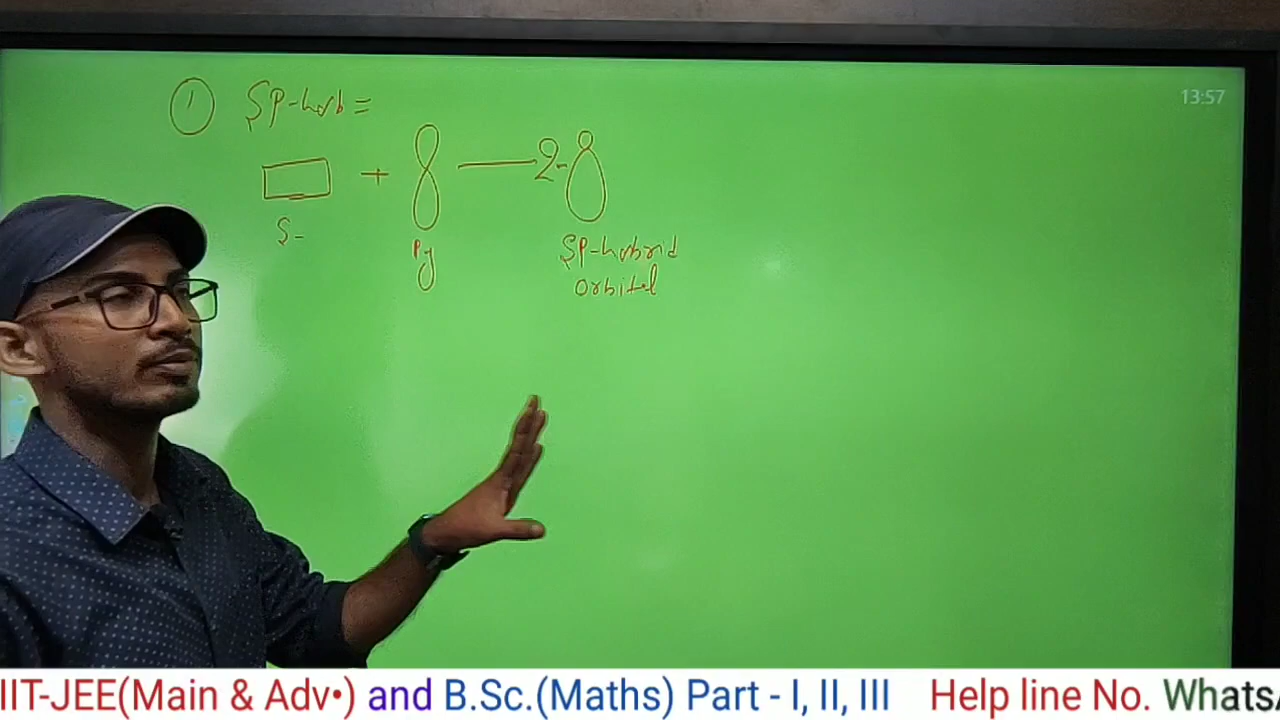 13:57
① SP-hyb=
+ 2-
S- Py SP-hybrid
orbital
IIT-JEE(Main & Adv•) and B.Sc.(Maths) Part - I, II, III Help line No. WhatsA